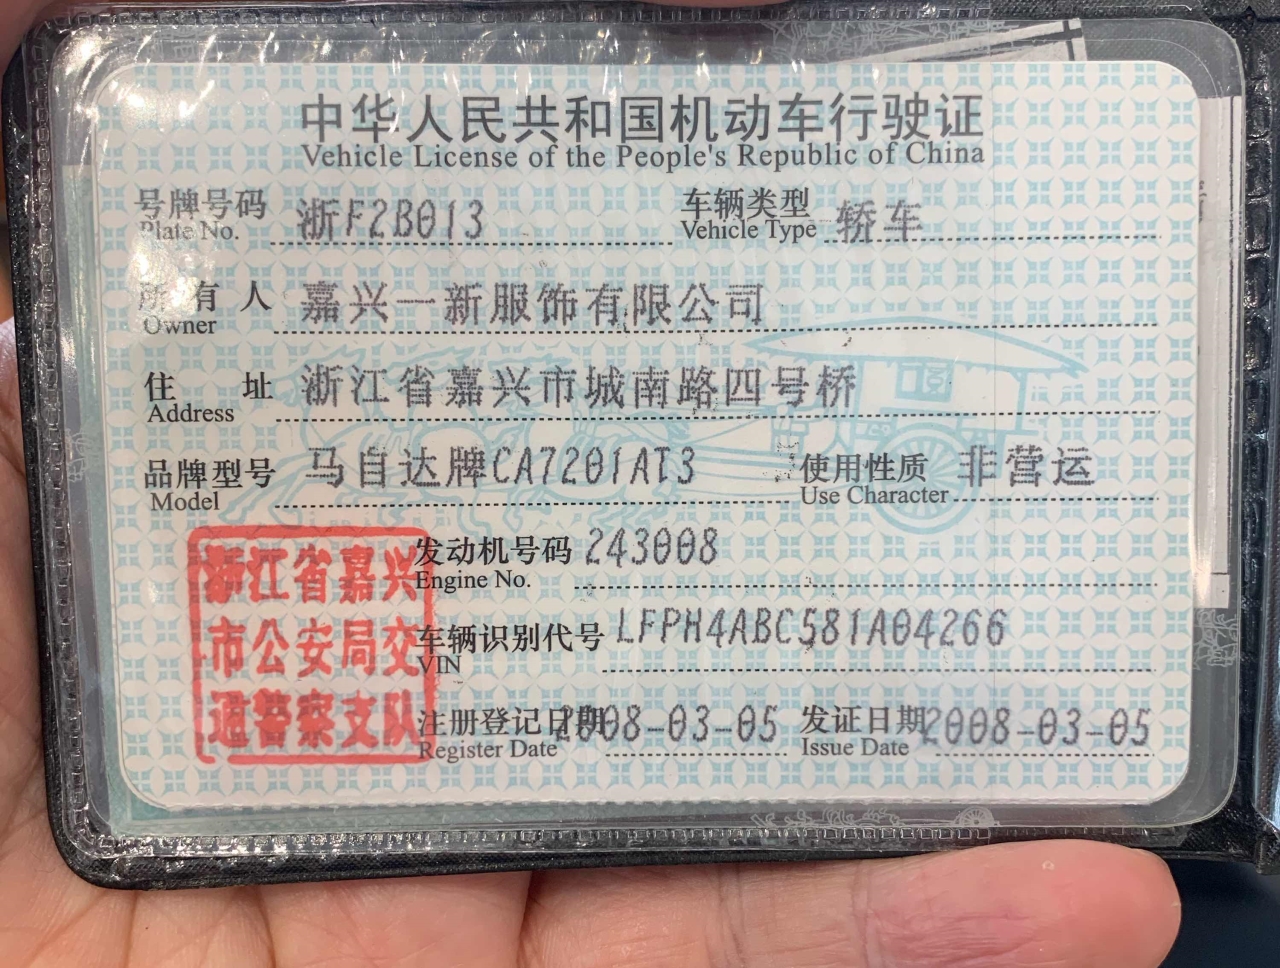 中华人民共和国机动车行驶证
Vehicle License of the People's Republic of China
号牌号码 浙F2B013 车辆类型 轿车
Plate No. Vehicle Type
所有人 嘉兴一新服饰有限公司
Owner
住址 浙江省嘉兴市城南路四号桥
Address
品牌型号 马自达牌CA7201AT3 使用性质 非营运
Model Use Character
发动机号码 243008
Engine No.
车辆识别代号 LFPH4ABC581A04266
VIN
注册登记日期 2008-03-05 发证日期 2008-03-05
Register Date Issue Date
浙江省嘉兴
市公安局交
通警察支队